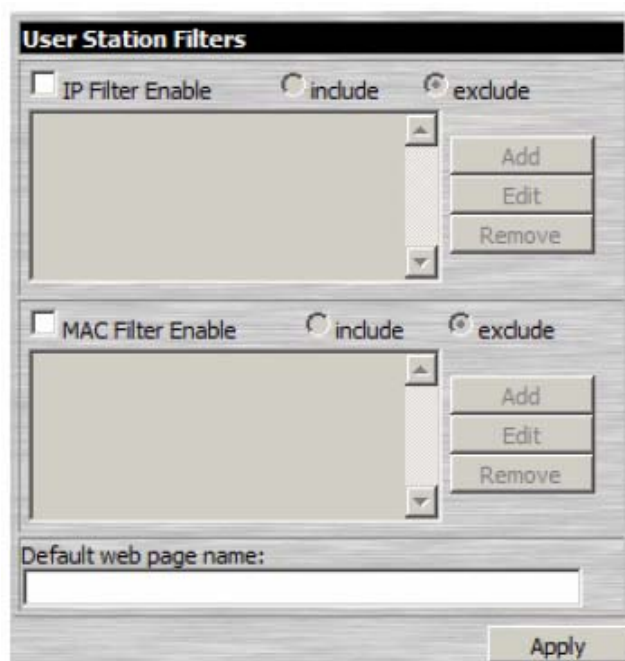 User Station Filters
IP Filter Enable include exclude
Add
Edit
Remove
MAC Filter Enable include exclude
Add
Edit
Remove
Default web page name:
Apply